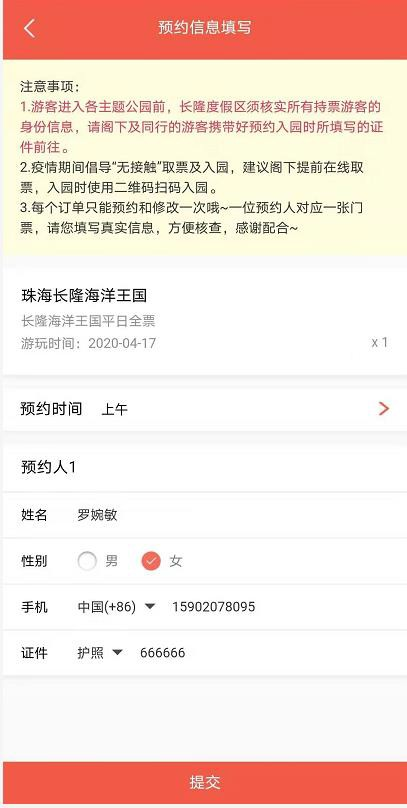 预约信息填写
注意事项：
1.游客进入各主题公园前，长隆度假区须核实所有持票游客的
身份信息，请阁下及同行的游客携带好预约入园时所填写的证
件前往。
2.疫情期间倡导“无接触”取票及入园，建议阁下提前在线取
票，入园时使用二维码扫码入园。
3.每个订单只能预约和修改一次哦~一位预约人对应一张门
票，请您填写真实信息，方便核查，感谢配合~
珠海长隆海洋王国
长隆海洋王国平日全票
游玩时间：2020-04-17 x 1
预约时间 上午
预约人1
姓名 罗婉敏
性别 男 女
手机 中国(+86) 15902078095
证件 护照 666666
提交